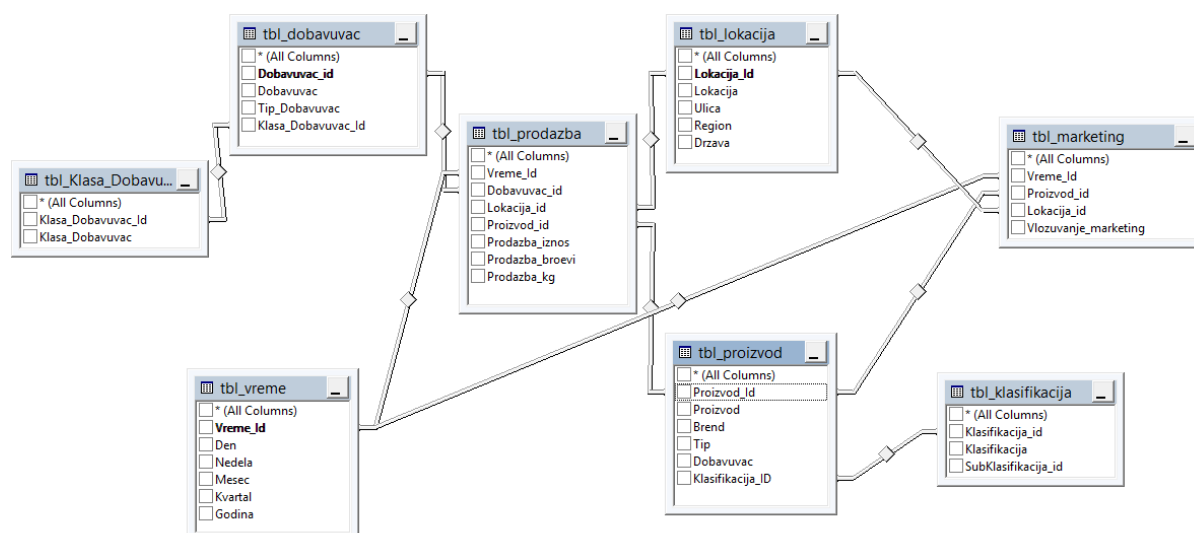 tbl_dobavuvac
* (All Columns)
Dobavuvac_id
Dobavuvac
Tip_Dobavuvac
Klasa_Dobavuvac_Id
tbl_Klasa_Dobavu...
* (All Columns)
Klasa_Dobavuvac_Id
Klasa_Dobavuvac
tbl_prodazba
* (All Columns)
Vreme_Id
Dobavuvac_id
Lokacija_id
Proizvod_id
Prodazba_iznos
Prodazba_broevi
Prodazba_kg
tbl_lokacija
* (All Columns)
Lokacija_Id
Lokacija
Ulica
Region
Drzava
tbl_marketing
* (All Columns)
Vreme_Id
Proizvod_id
Lokacija_id
Vlozuvanje_marketing
tbl_vreme
* (All Columns)
Vreme_Id
Den
Nedela
Mesec
Kvartal
Godina
tbl_proizvod
* (All Columns)
Proizvod_Id
Proizvod
Brend
Tip
Dobavuvac
Klasifikacija_ID
tbl_klasifikacija
* (All Columns)
Klasifikacija_id
Klasifikacija
SubKlasifikacija_id